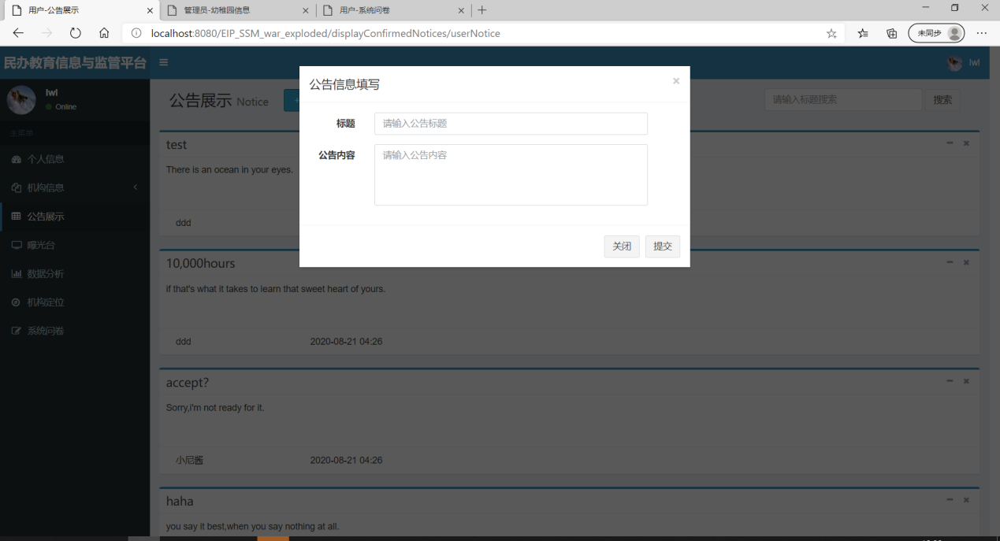 用户-公告展示
管理员-幼稚园信息
用户-系统问卷
localhost:8080/EIP_SSM_war_exploded/displayConfirmedNotices/userNotice
未同步
民办教育信息与监管平台
lwl
lwl
Online
主菜单
个人信息
机构信息
公告展示
曝光台
数据分析
机构定位
系统问卷
公告展示 Notice
请输入标题搜索
搜索
公告信息填写
标题
请输入公告标题
公告内容
请输入公告内容
关闭
提交
test
There is an ocean in your eyes.
ddd
10,000hours
if that's what it takes to learn that sweet heart of yours.
ddd
2020-08-21 04:26
accept?
Sorry,i'm not ready for it.
小尼酱
2020-08-21 04:26
haha
you say it best,when you say nothing at all.